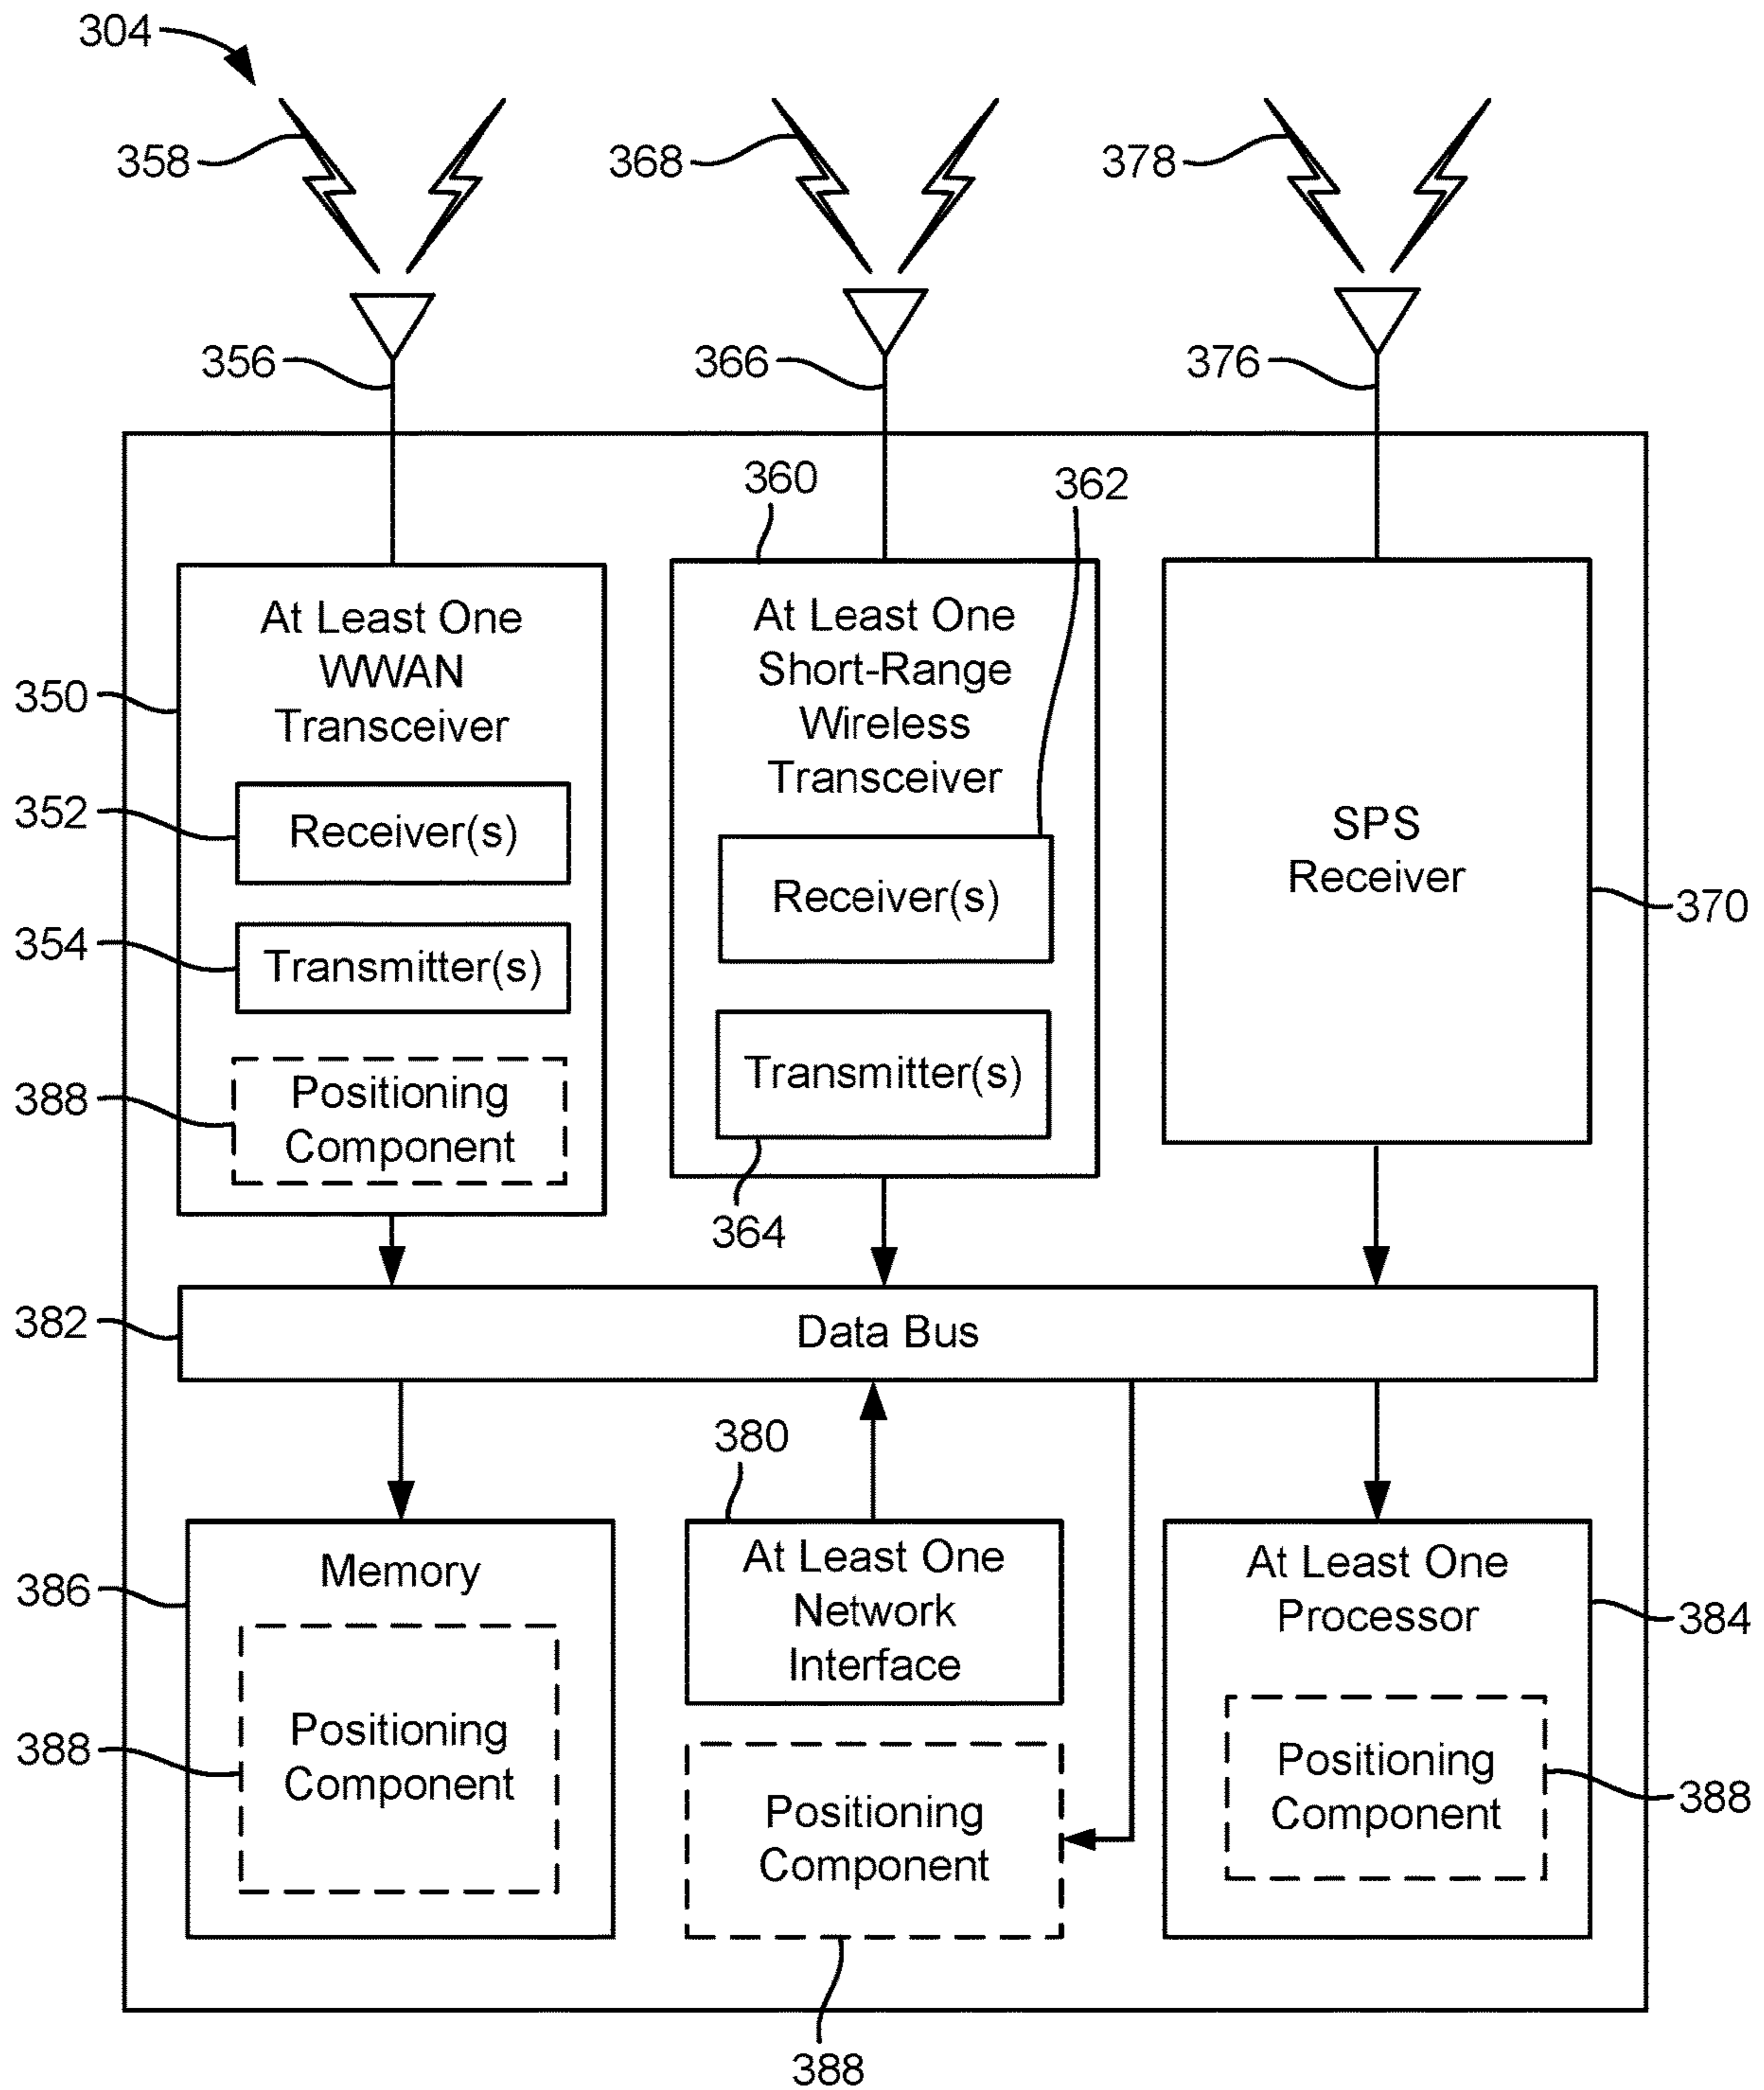 304
358
368
378
356
366
376
360
362
At Least One
WWAN
Transceiver
350
At Least One
Short-Range
Wireless
Transceiver
SPS
Receiver
352
Receiver(s)
Receiver(s)
370
354
Transmitter(s)
Transmitter(s)
388
Positioning
Component
364
382
Data Bus
380
386
Memory
At Least One
Network
Interface
At Least One
Processor
384
388
Positioning
Component
Positioning
Component
Positioning
Component
388
388